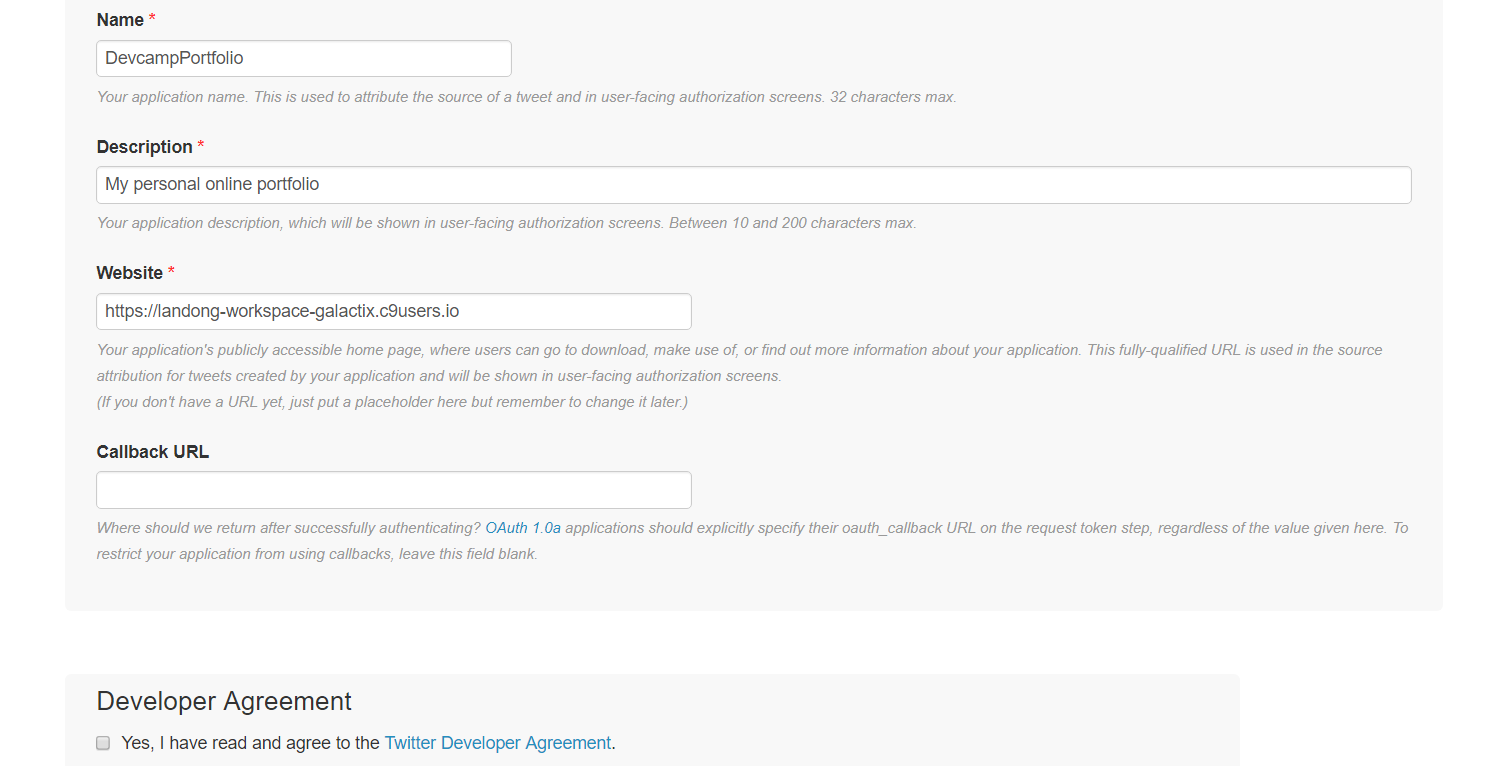 Name *
DevcampPortfolio
Your application name. This is used to attribute the source of a tweet and in user-facing authorization screens. 32 characters max.
Description *
My personal online portfolio
Your application description, which will be shown in user-facing authorization screens. Between 10 and 200 characters max.
Website *
https://landong-workspace-galactix.c9users.io
Your application's publicly accessible home page, where users can go to download, make use of, or find out more information about your application. This fully-qualified URL is used in the source
attribution for tweets created by your application and will be shown in user-facing authorization screens.
(If you don't have a URL yet, just put a placeholder here but remember to change it later.)
Callback URL
Where should we return after successfully authenticating? OAuth 1.0a applications should explicitly specify their oauth_callback URL on the request token step, regardless of the value given here. To
restrict your application from using callbacks, leave this field blank.
Developer Agreement
Yes, I have read and agree to the Twitter Developer Agreement.